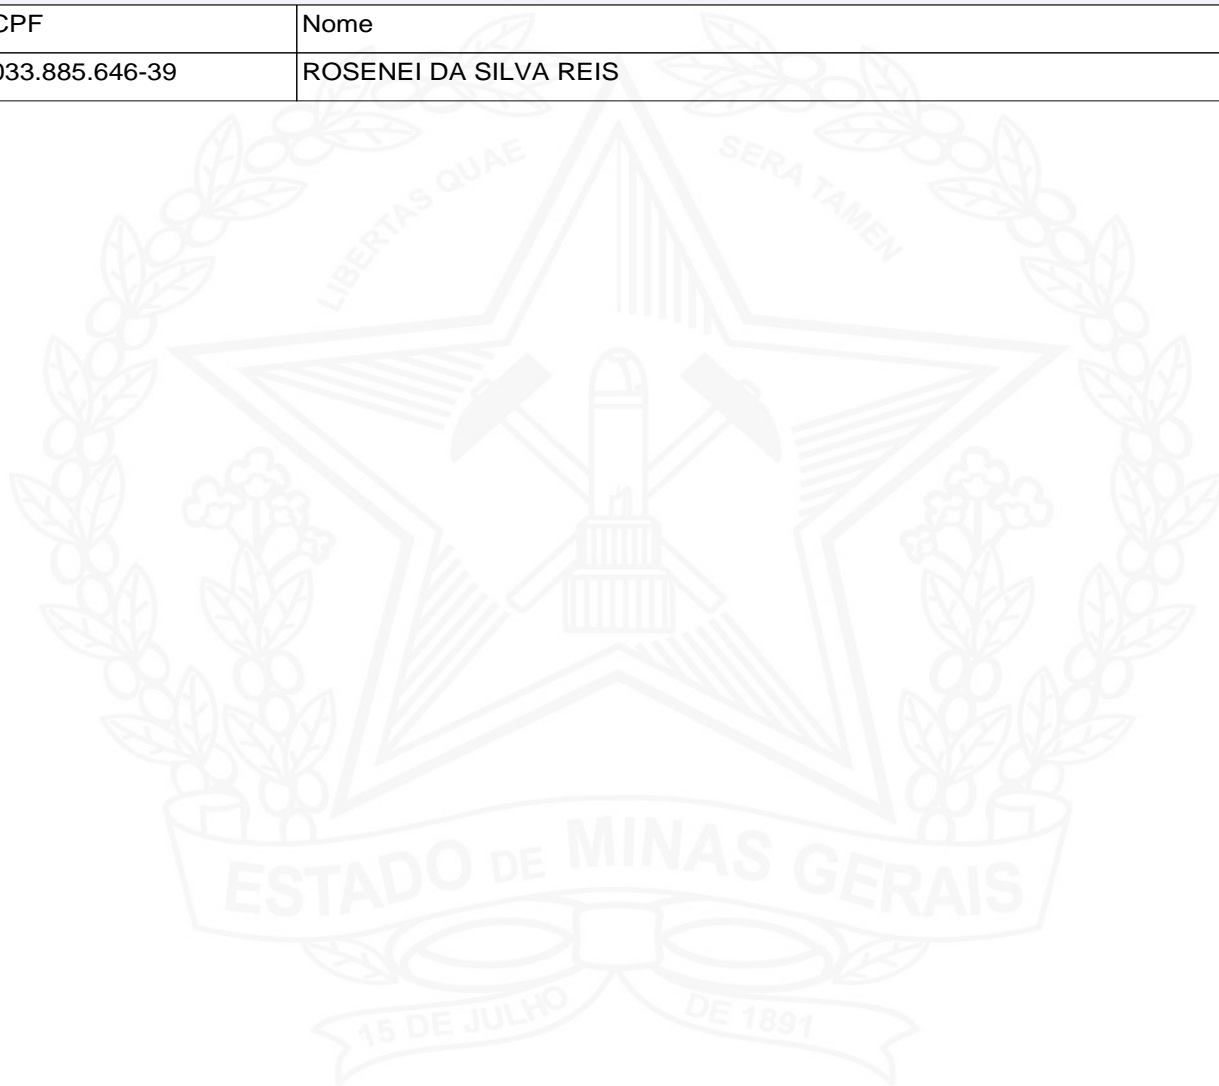 CPF Nome
033.885.646-39 ROSENEI DA SILVA REIS
LIBERTAS QUAE SERA TAMEN
ESTADO DE MINAS GERAIS
15 DE JULHO DE 1891